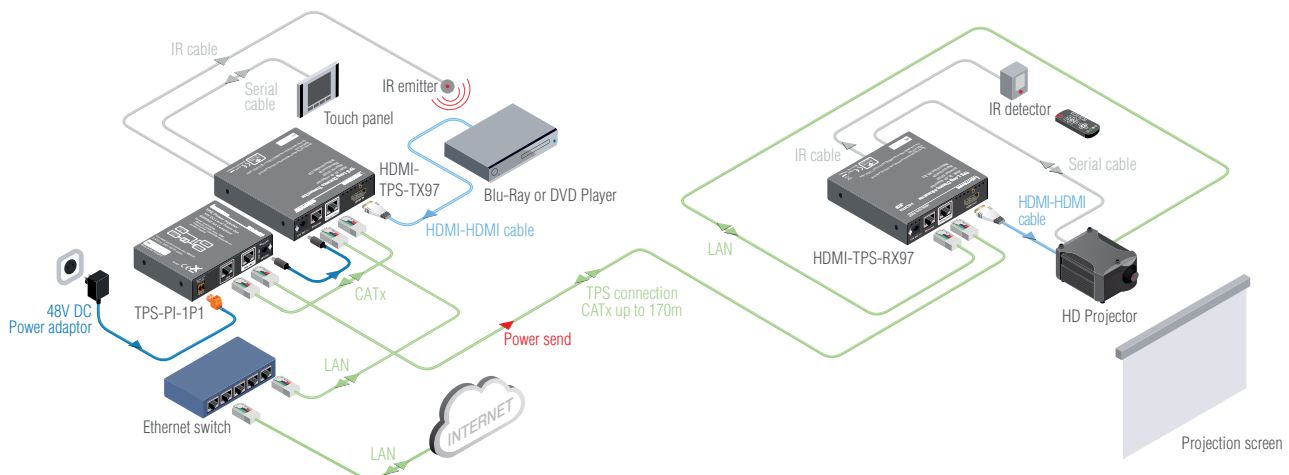 IR cable
Serial
cable
Touch panel
IR emitter
HDMI-
TPS-TX97
Blu-Ray or DVD Player
HDMI-HDMI cable
48V DC
Power adaptor
TPS-PI-1P1
CATx
LAN
Ethernet switch
LAN
INTERNET
Power send
TPS connection
CATx up to 170m
LAN
IR cable
IR detector
Serial cable
HDMI-HDMI
cable
HDMI-TPS-RX97
HD Projector
Projection screen